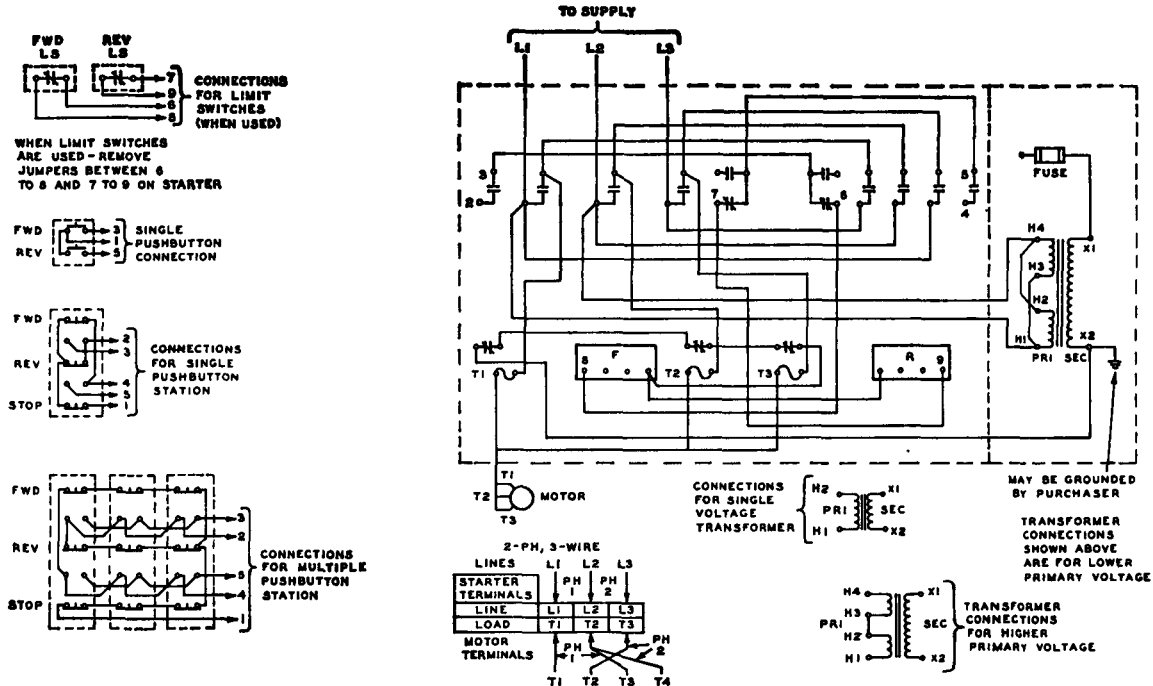 TO SUPPLY
L1 L2 L3
FWD LS
REV LS
7
9
6
8
CONNECTIONS
FOR LIMIT
SWITCHES
(WHEN USED)
WHEN LIMIT SWITCHES
ARE USED - REMOVE
JUMPERS BETWEEN 6
TO 8 AND 7 TO 9 ON STARTER
FWD
REV
3
1
5
SINGLE
PUSHBUTTON
CONNECTION
FWD
REV
STOP
2
3
4
5
1
CONNECTIONS
FOR SINGLE
PUSHBUTTON
STATION
FWD
REV
STOP
3
2
5
4
1
CONNECTIONS
FOR MULTIPLE
PUSHBUTTON
STATION
3
2
7
6
5
4
FUSE
H4
H3
H2
H1
X1
X2
PRI SEC
T1
8 F
T2
T3
R 9
T1
T2
T3
MOTOR
MAY BE GROUNDED
BY PURCHASER
CONNECTIONS
FOR SINGLE
VOLTAGE
TRANSFORMER
H2 X1
PRI SEC
H1 X2
TRANSFORMER
CONNECTIONS
SHOWN ABOVE
ARE FOR LOWER
PRIMARY VOLTAGE
2-PH, 3-WIRE
LINES L1 L2 L3
PH 1
PH 2
STARTER
TERMINALS
LINE L1 L2 L3
LOAD T1 T2 T3
MOTOR
TERMINALS
PH 1
PH 2
T1 T2 T3 T4
H4 X1
H3
PRI SEC
H2
H1 X2
TRANSFORMER
CONNECTIONS
FOR HIGHER
PRIMARY VOLTAGE